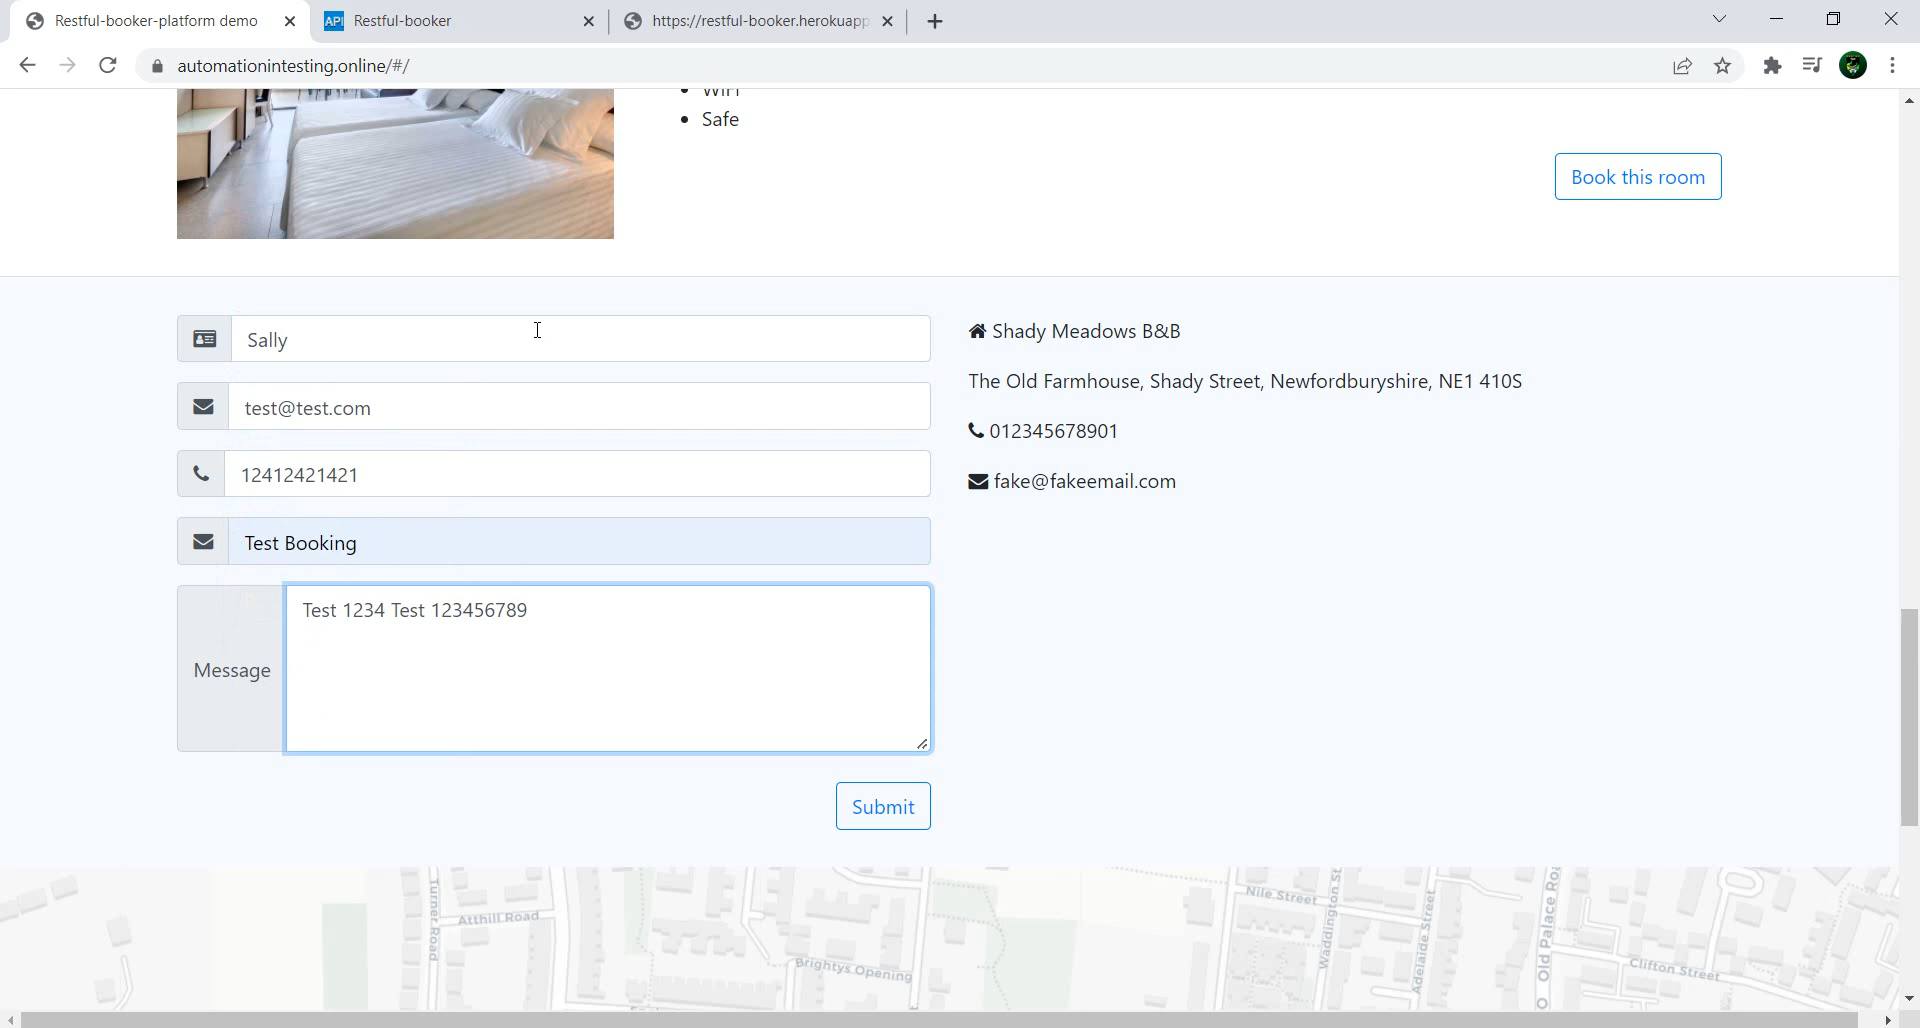 Restful-booker-platform demo
API Restful-booker
https://restful-booker.herokuapp
automationintesting.online/#/
WiFi
Safe
Book this room
Sally
test@test.com
12412421421
Test Booking
Test 1234 Test 123456789
Message
Submit
Shady Meadows B&B
The Old Farmhouse, Shady Street, Newfordburyshire, NE1 410S
012345678901
fake@fakeemail.com
Turner Road
Atthill Road
Brightys Opening
Nile Street
Waddington St
Adelaide Street
Old Palace Roa
Clifton Street